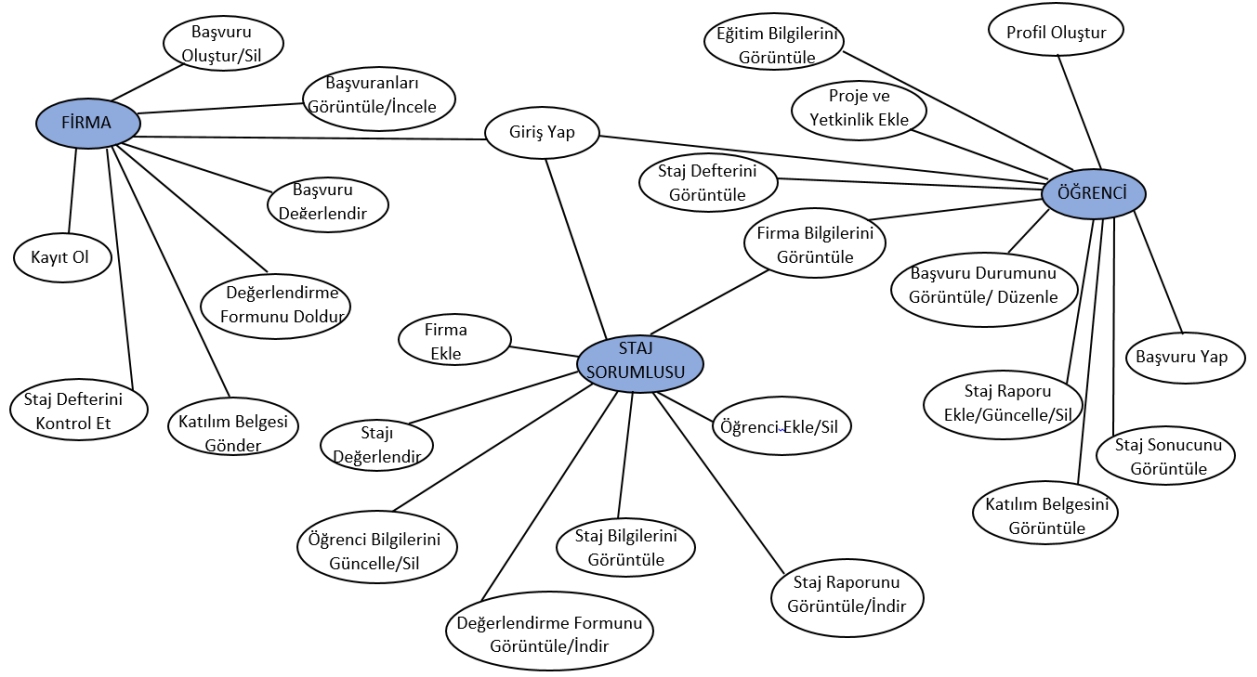 Başvuru
Oluştur/Sil
Başvuranları
Görüntüle/İncele
FİRMA
Giriş Yap
Başvuru
Değerlendir
Kayıt Ol
Değerlendirme
Formunu Doldur
Staj Defterini
Kontrol Et
Katılım Belgesi
Gönder
Eğitim Bilgilerini
Görüntüle
Profil Oluştur
Proje ve
Yetkinlik Ekle
Staj Defterini
Görüntüle
ÖĞRENCİ
Firma Bilgilerini
Görüntüle
Başvuru Durumunu
Görüntüle/ Düzenle
Başvuru Yap
Staj Raporu
Ekle/Güncelle/Sil
Staj Sonucunu
Görüntüle
Katılım Belgesini
Görüntüle
Firma
Ekle
STAJ
SORUMLUSU
Stajı
Değerlendir
Öğrenci Ekle/Sil
Öğrenci Bilgilerini
Güncelle/Sil
Staj Bilgilerini
Görüntüle
Staj Raporunu
Görüntüle/İndir
Değerlendirme Formunu
Görüntüle/İndir